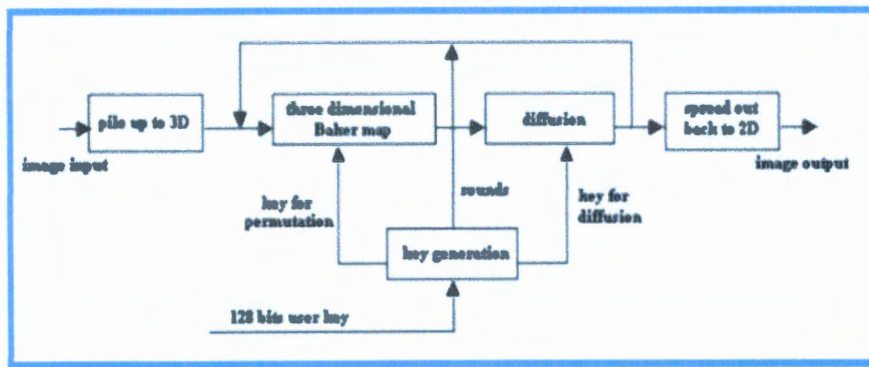 pile up to 3D
three dimensional
Baker map
diffusion
spread out
back to 2D
image input
image output
key for
permutation
rounds
key for
diffusion
key generation
128 bits user key